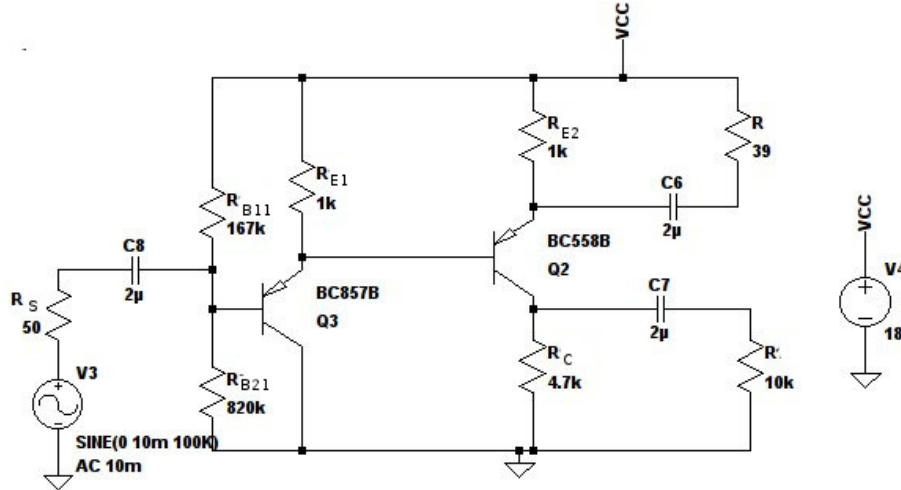 VCC
R E2
1k
R
39
R E1
1k
C6
2µ
R B11
167k
C8
2µ
BC558B
Q2
VCC
V4
18
BC857B
Q3
C7
2µ
R S
50
R C
4.7k
R
10k
V3
R B21
820k
SINE(0 10m 100K)
AC 10m